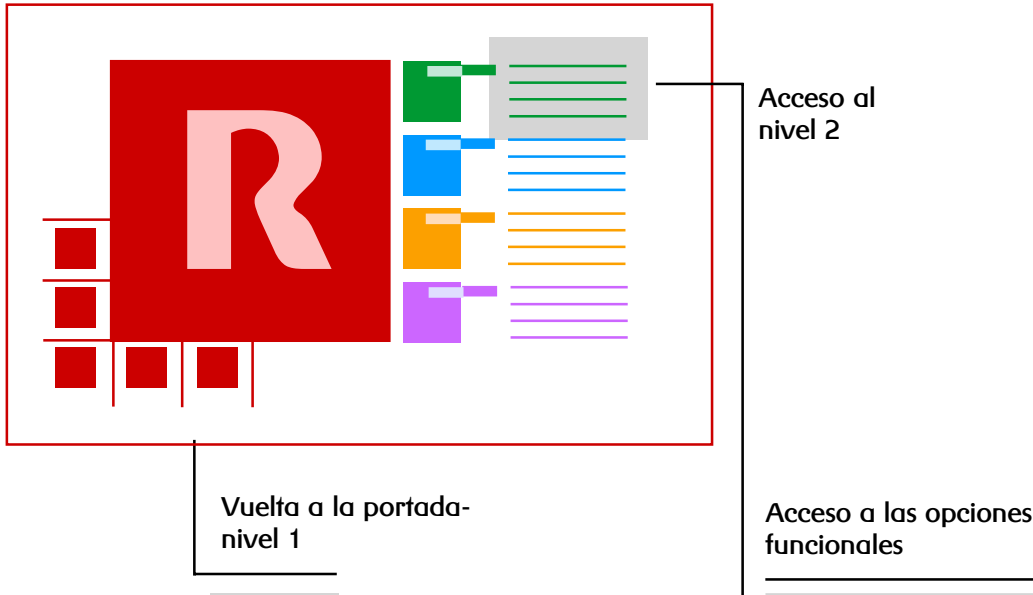 R
Acceso al
nivel 2
Vuelta a la portada-
nivel 1
Acceso a las opciones
funcionales